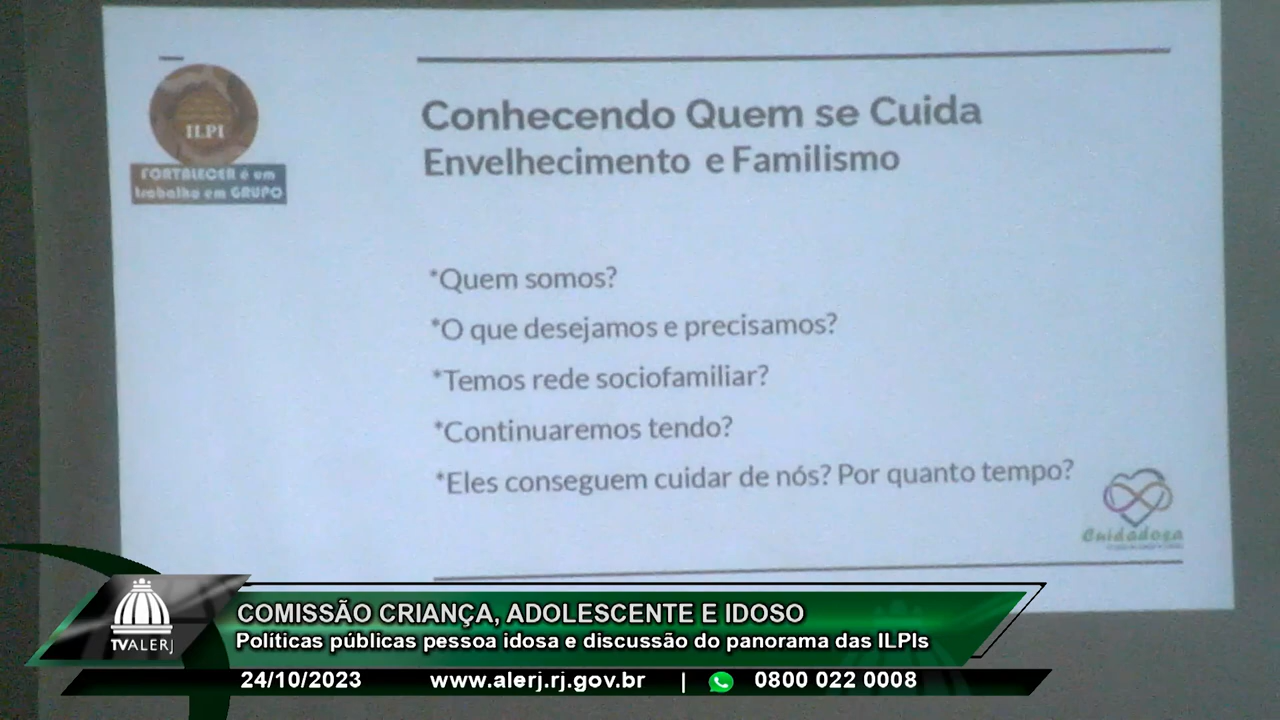 ILPI
FORTALECER é um
trabalho em GRUPO
Conhecendo Quem se Cuida
Envelhecimento e Familismo
*Quem somos?
*O que desejamos e precisamos?
*Temos rede sociofamiliar?
*Continuaremos tendo?
*Eles conseguem cuidar de nós? Por quanto tempo?
Cuidadosa
TVALERJ
COMISSÃO CRIANÇA, ADOLESCENTE E IDOSO
Políticas públicas pessoa idosa e discussão do panorama das ILPIs
24/10/2023 www.alerj.rj.gov.br | 0800 022 0008